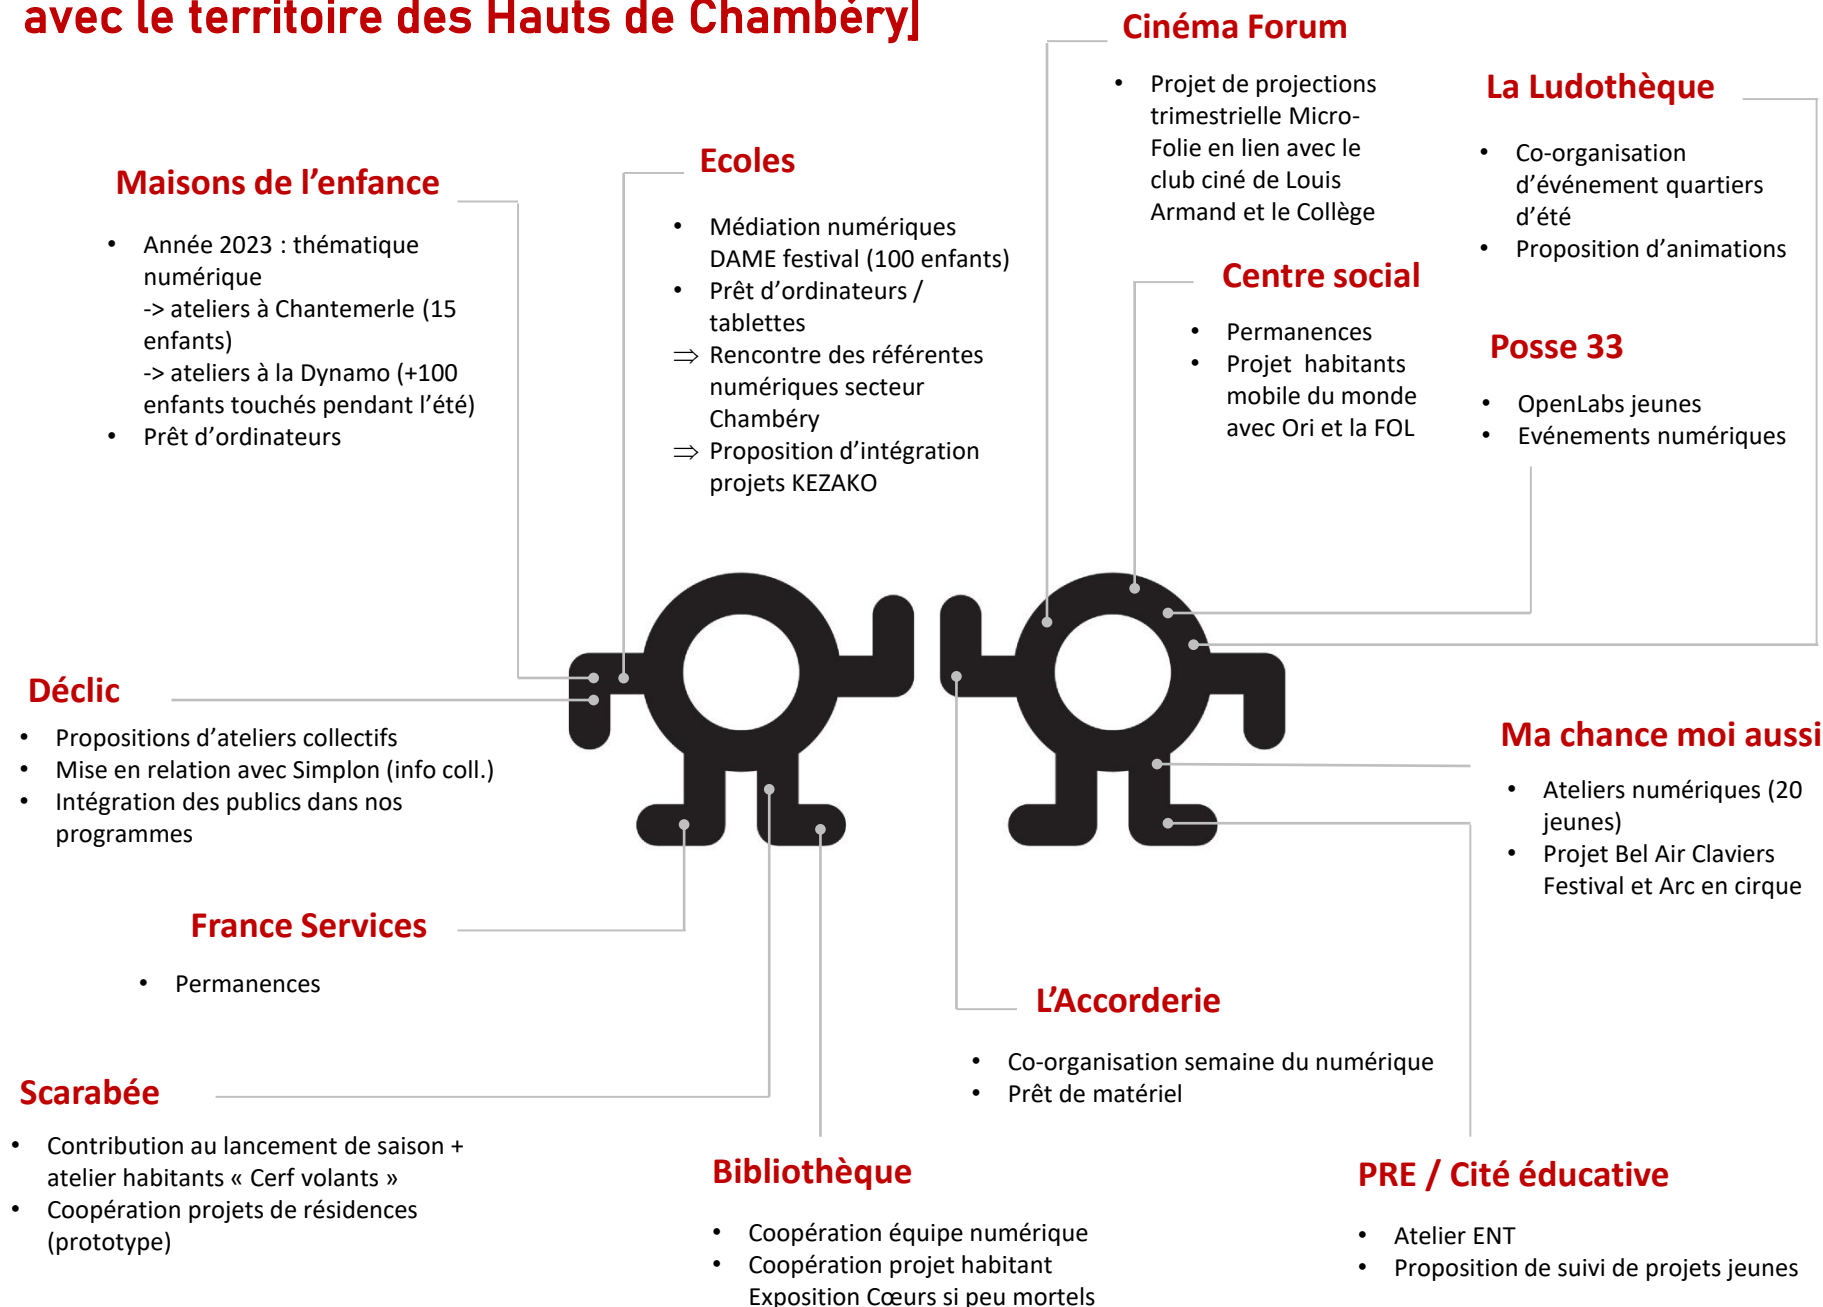 avec le territoire des Hauts de Chambéry]
Cinéma Forum
• Projet de projections
trimestrielle Micro-
Folie en lien avec le
club ciné de Louis
Armand et le Collège
La Ludothèque
• Co-organisation
d’événement quartiers
d’été
• Proposition d’animations
Maisons de l’enfance
• Année 2023 : thématique
numérique
-> ateliers à Chantemerle (15
enfants)
-> ateliers à la Dynamo (+100
enfants touchés pendant l’été)
• Prêt d’ordinateurs
Ecoles
• Médiation numériques
DAME festival (100 enfants)
• Prêt d’ordinateurs /
tablettes
⇒ Rencontre des référentes
numériques secteur
Chambéry
⇒ Proposition d’intégration
projets KEZAKO
Centre social
• Permanences
• Projet habitants
mobile du monde
avec Ori et la FOL
Posse 33
• OpenLabs jeunes
• Evénements numériques
Déclic
• Propositions d’ateliers collectifs
• Mise en relation avec Simplon (info coll.)
• Intégration des publics dans nos
programmes
Ma chance moi aussi
• Ateliers numériques (20
jeunes)
• Projet Bel Air Claviers
Festival et Arc en cirque
France Services
• Permanences
L’Accorderie
• Co-organisation semaine du numérique
• Prêt de matériel
Scarabée
• Contribution au lancement de saison +
atelier habitants « Cerf volants »
• Coopération projets de résidences
(prototype)
Bibliothèque
• Coopération équipe numérique
• Coopération projet habitant
Exposition Cœurs si peu mortels
PRE / Cité éducative
• Atelier ENT
• Proposition de suivi de projets jeunes